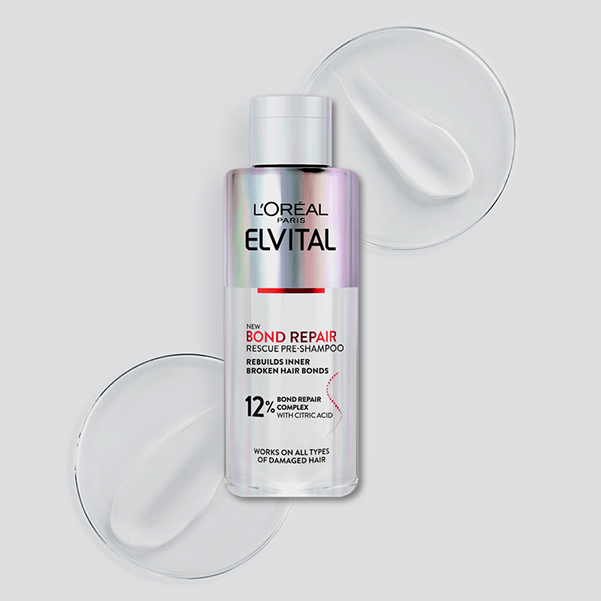 L'ORÉAL
PARIS
ELVITAL
NEW
BOND REPAIR
RESCUE PRE-SHAMPOO
REBUILDS INNER
BROKEN HAIR BONDS
12% BOND REPAIR
COMPLEX
WITH CITRIC ACID
WORKS ON ALL TYPES
OF DAMAGED HAIR